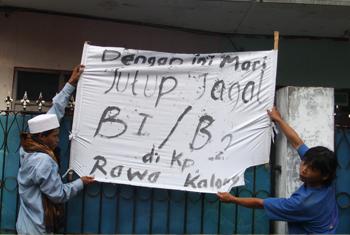 Dengan ini Mari
Tutup Jagal
BI/B2
di Kp
Rawa Kalong